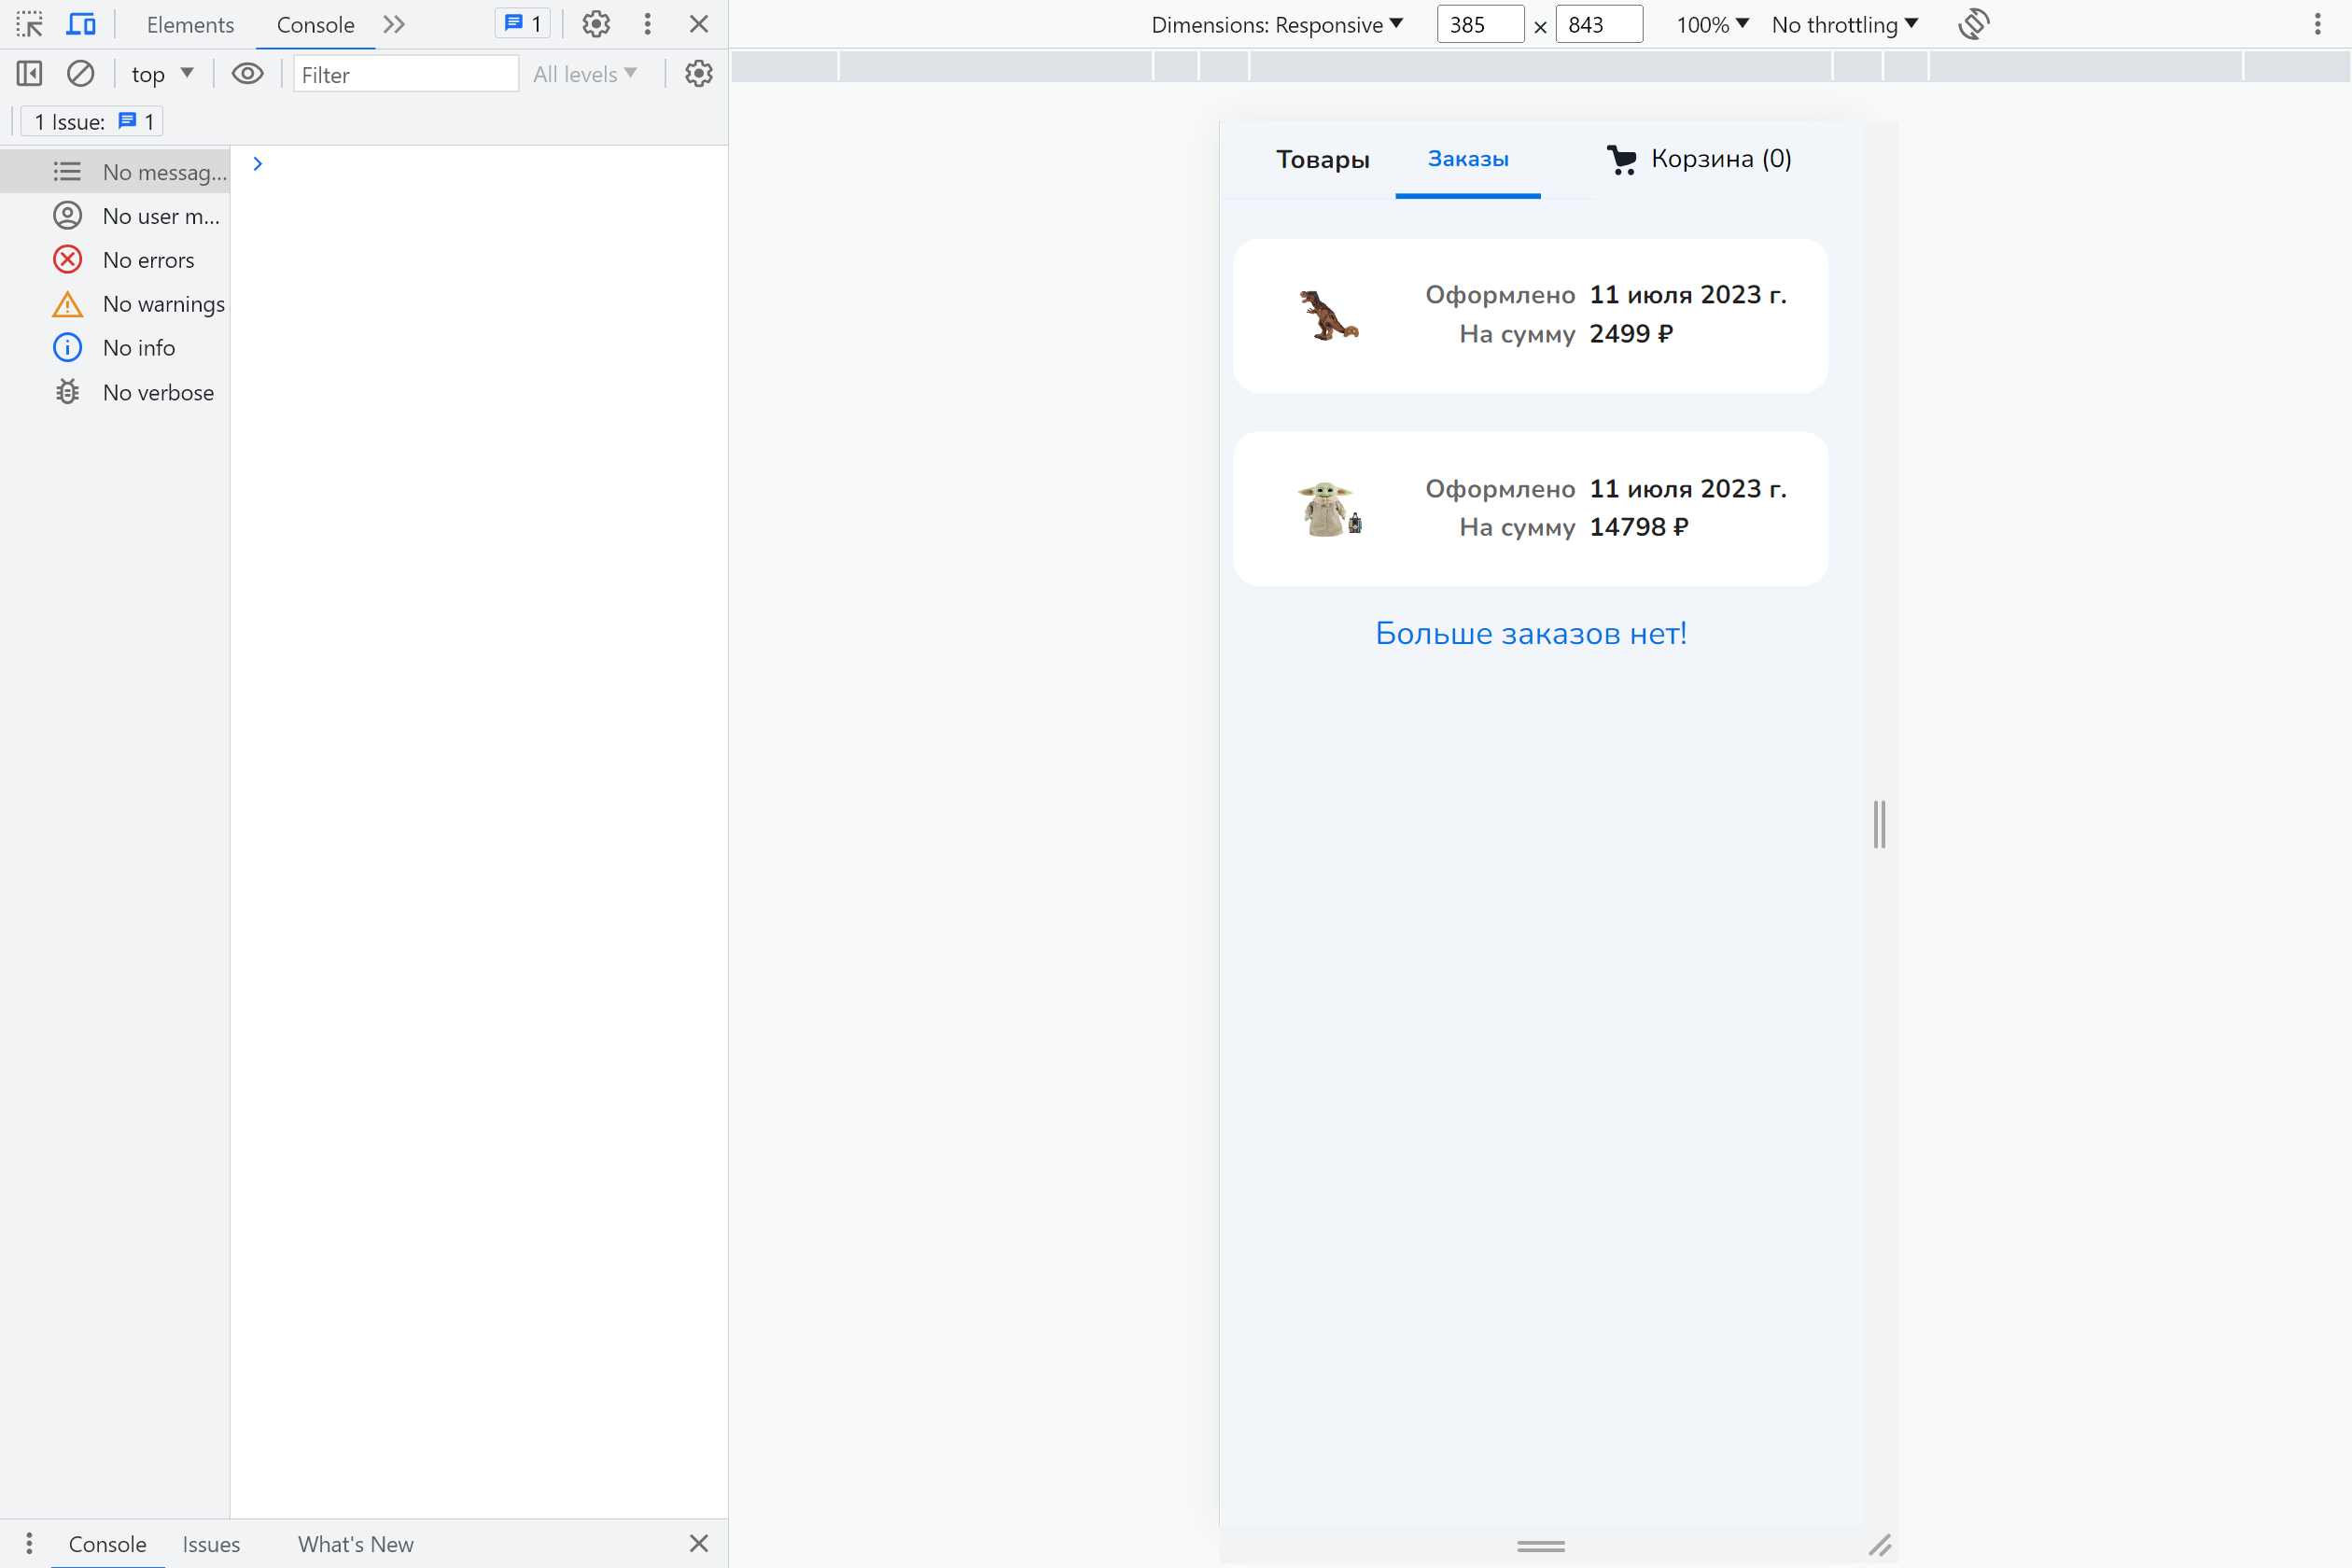 Elements Console 1
Dimensions: Responsive 385 × 843 100% No throttling
top Filter All levels
1 Issue: 1
No messag...
No user m...
No errors
No warnings
No info
No verbose
Товары Заказы Корзина (0)
Оформлено 11 июля 2023 г.
На сумму 2499 ₽
Оформлено 11 июля 2023 г.
На сумму 14798 ₽
Больше заказов нет!
Console Issues What's New